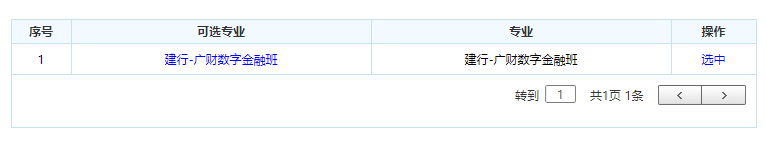 序号 可选专业 专业 操作
1 建行-广财数字金融班 建行-广财数字金融班 选中
转到 1 共1页 1条